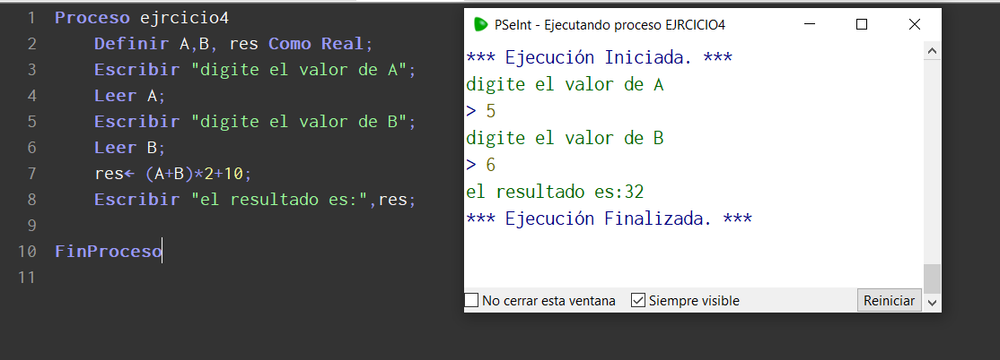 1 Proceso ejrcicio4
2 Definir A,B, res Como Real;
3 Escribir "digite el valor de A";
4 Leer A;
5 Escribir "digite el valor de B";
6 Leer B;
7 res← (A+B)*2+10;
8 Escribir "el resultado es:",res;
9
10 FinProceso
11
PSeInt - Ejecutando proceso EJRCICIO4
*** Ejecución Iniciada. ***
digite el valor de A
> 5
digite el valor de B
> 6
el resultado es:32
*** Ejecución Finalizada. ***
No cerrar esta ventana
Siempre visible
Reiniciar